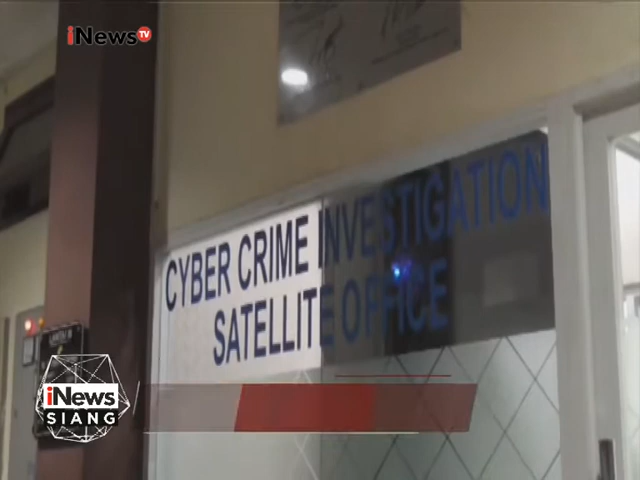 iNews TV
CYBER CRIME INVESTIGATION
SATELLITE OFFICE
iNews
SIANG